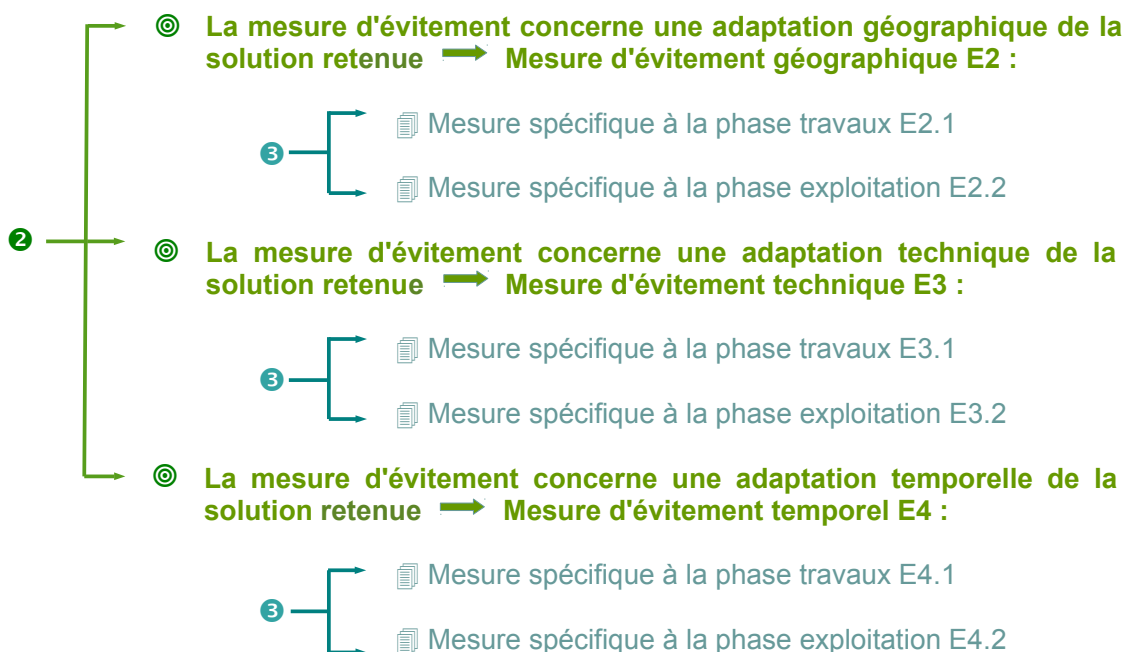 ◎ La mesure d'évitement concerne une adaptation géographique de la
solution retenue ➡ Mesure d'évitement géographique E2 :
Mesure spécifique à la phase travaux E2.1
❸
Mesure spécifique à la phase exploitation E2.2
❷
◎ La mesure d'évitement concerne une adaptation technique de la
solution retenue ➡ Mesure d'évitement technique E3 :
Mesure spécifique à la phase travaux E3.1
❸
Mesure spécifique à la phase exploitation E3.2
◎ La mesure d'évitement concerne une adaptation temporelle de la
solution retenue ➡ Mesure d'évitement temporel E4 :
Mesure spécifique à la phase travaux E4.1
❸
Mesure spécifique à la phase exploitation E4.2